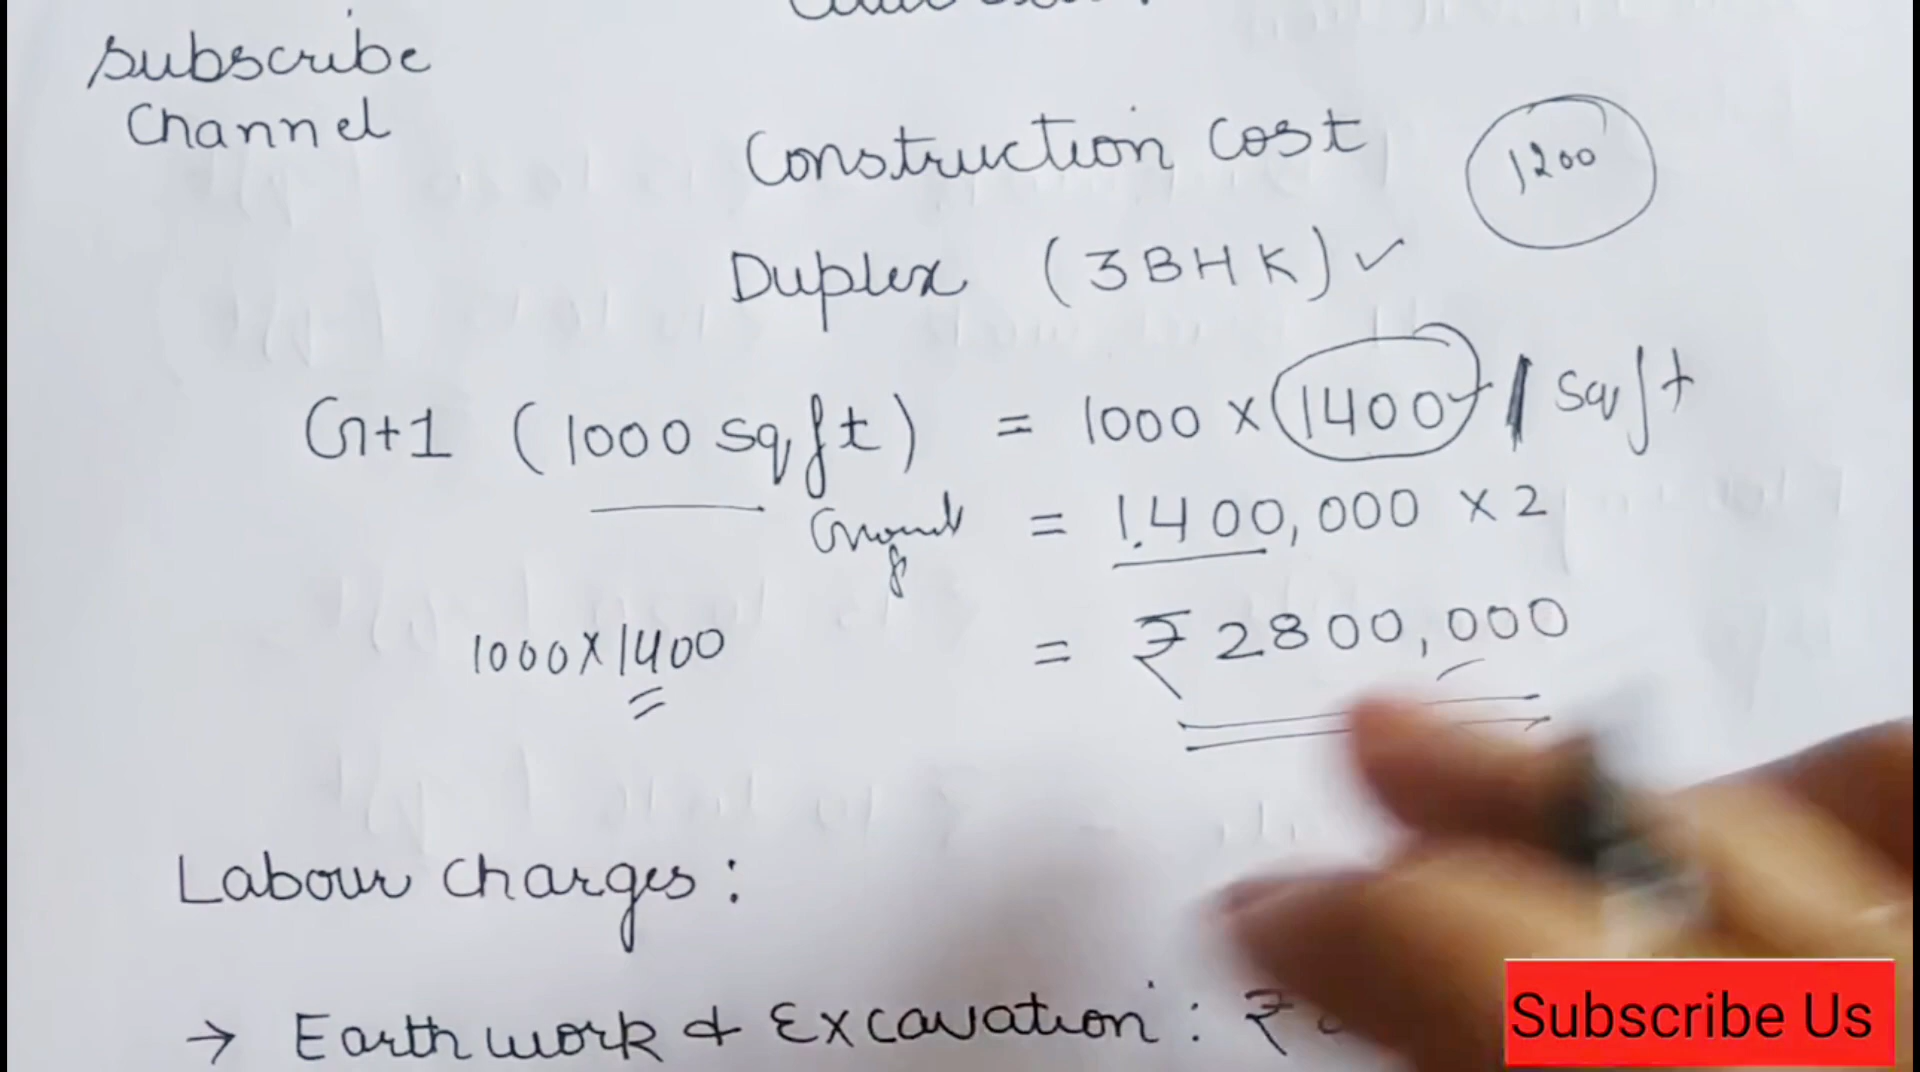 Subscribe
Channel
Construction Cost
1200
Duplex (3BHK) ✓
G+1 (1000 sqft) = 1000 x 1400 / Sqft
Ground = 1,400,000 x 2
1000 x 1400
= ₹ 2800,000
Labour charges :
→ Earthwork & Excavation : ₹
Subscribe Us